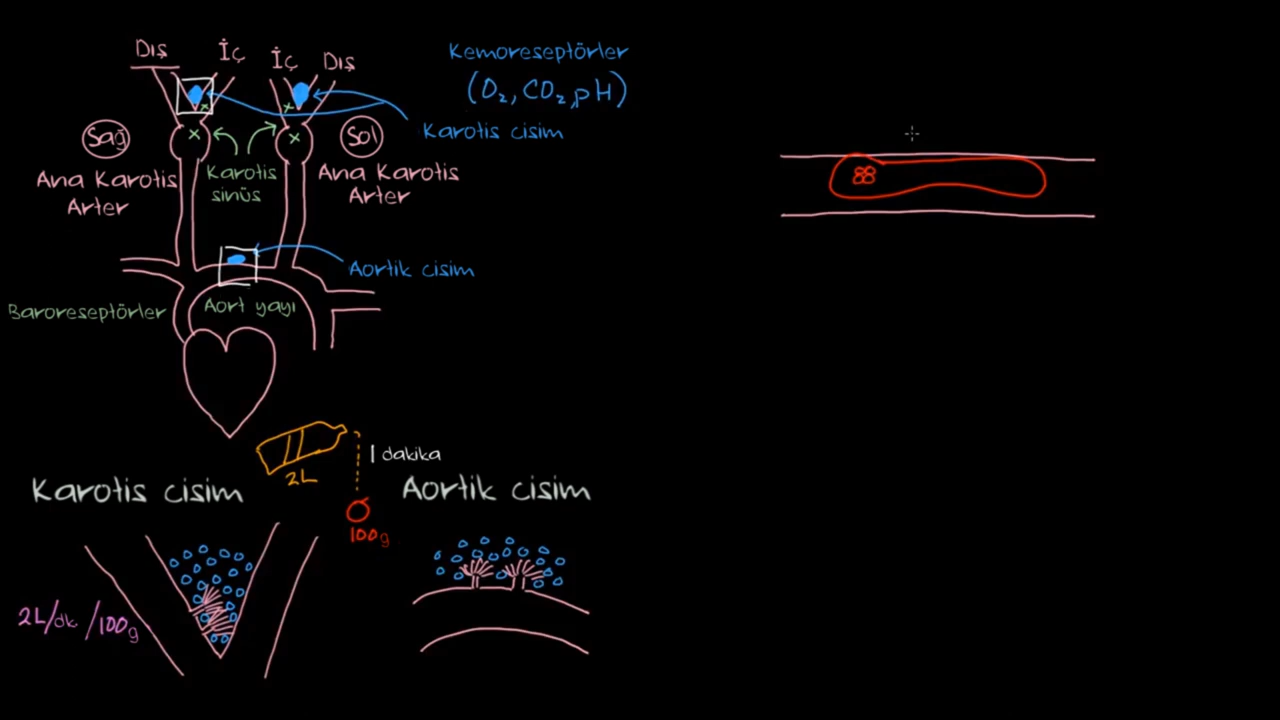 Dış İç İç Dış
Kemoreseptörler
(O₂, CO₂, pH)
Karotis cisim
Sağ
Sol
Ana Karotis
Arter
Karotis
sinüs
Ana Karotis
Arter
Aortik cisim
Baroreseptörler
Aort yayı
88
1 dakika
2L
Karotis cisim
Aortik cisim
100g
2L/dk/100g